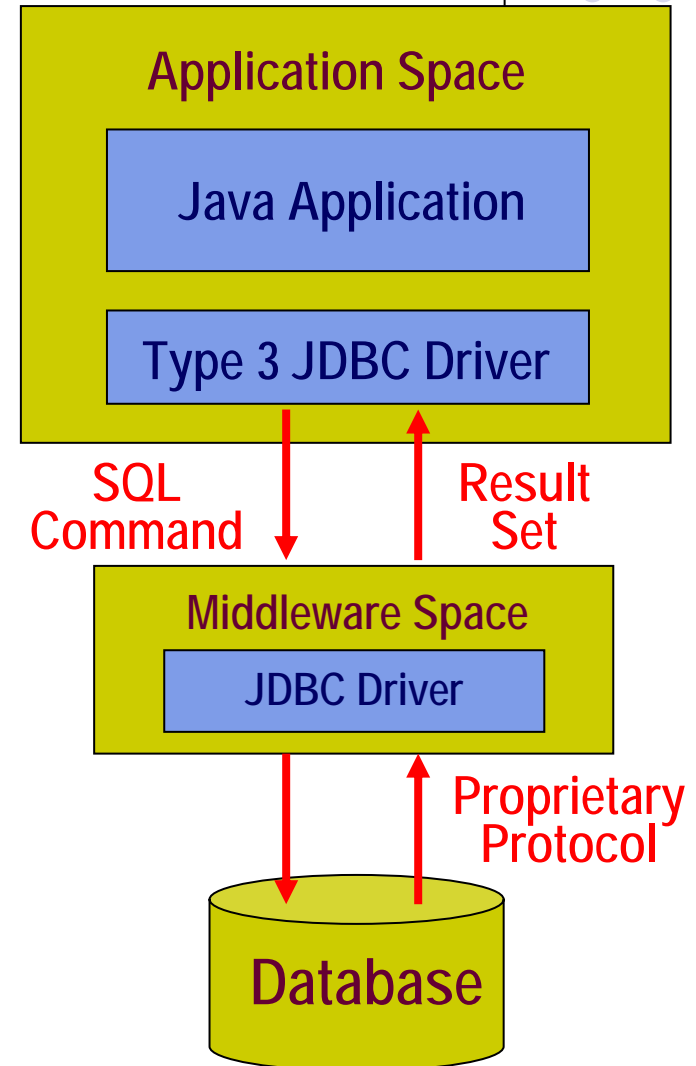 Application Space
Java Application
Type 3 JDBC Driver
SQL
Command
Result
Set
Middleware Space
JDBC Driver
Proprietary
Protocol
Database